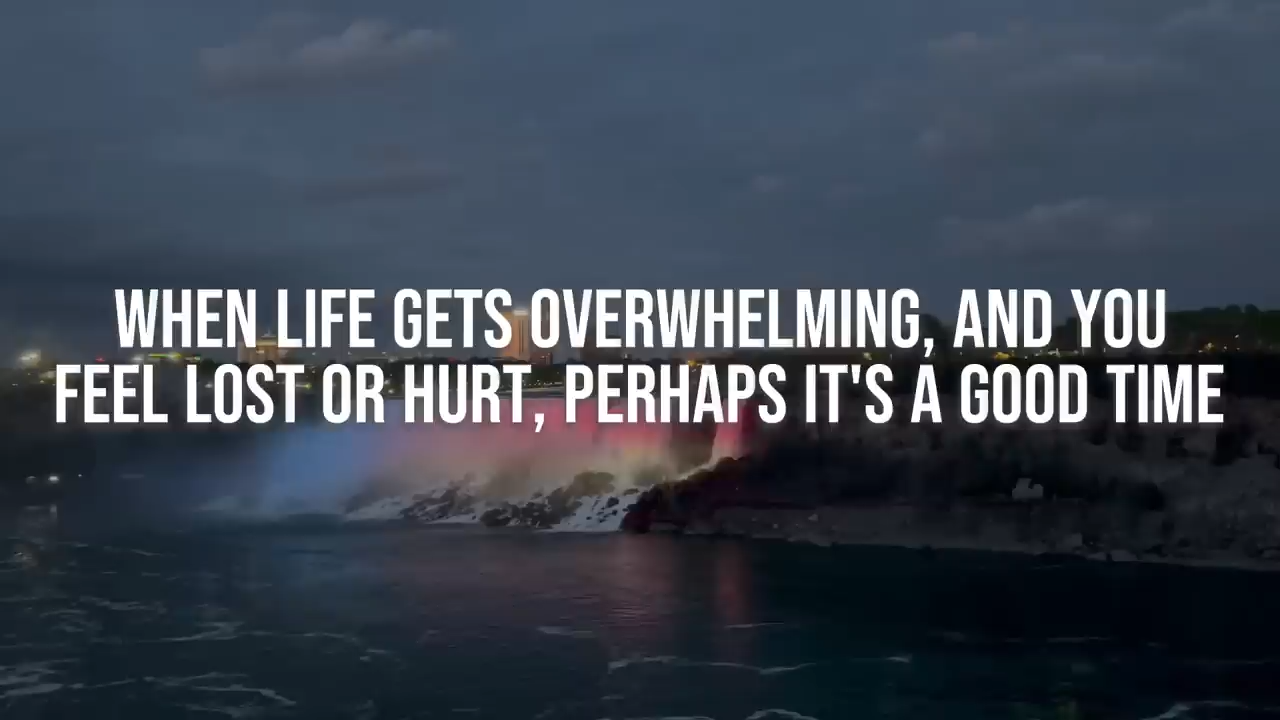 WHEN LIFE GETS OVERWHELMING, AND YOU
FEEL LOST OR HURT, PERHAPS IT'S A GOOD TIME